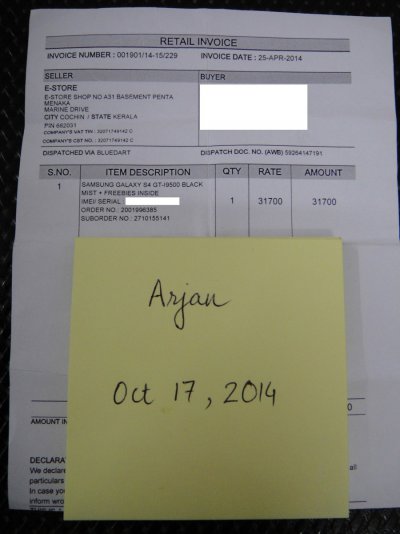 RETAIL INVOICE
INVOICE NUMBER : 001901/14-15/229 INVOICE DATE : 25-APR-2014
SELLER BUYER
E-STORE
E-STORE SHOP NO A51 BASEMENT PENTA
MENAKA
MARINE DRIVE
CITY COCHIN / STATE KERALA
PIN 682031
COMPANY'S VAT TIN : 32071749142 C
COMPANY'S CST NO. : 32071749142 C
DISPATCHED VIA BLUEDART DISPATCH DOC. NO. (AWB) 59264147191
S.NO. ITEM DESCRIPTION QTY RATE AMOUNT
1 SAMSUNG GALAXY S4 GT-I9500 BLACK
MIST + FREEBIES INSIDE
IMEI/ SERIAL : 1 31700 31700
ORDER NO.: 2001996385
SUBORDER NO.: 2710155141
Arjan
Oct 17, 2014
0
AMOUNT IN
DECLARA
We declare all
particulars
In case you
inform wro